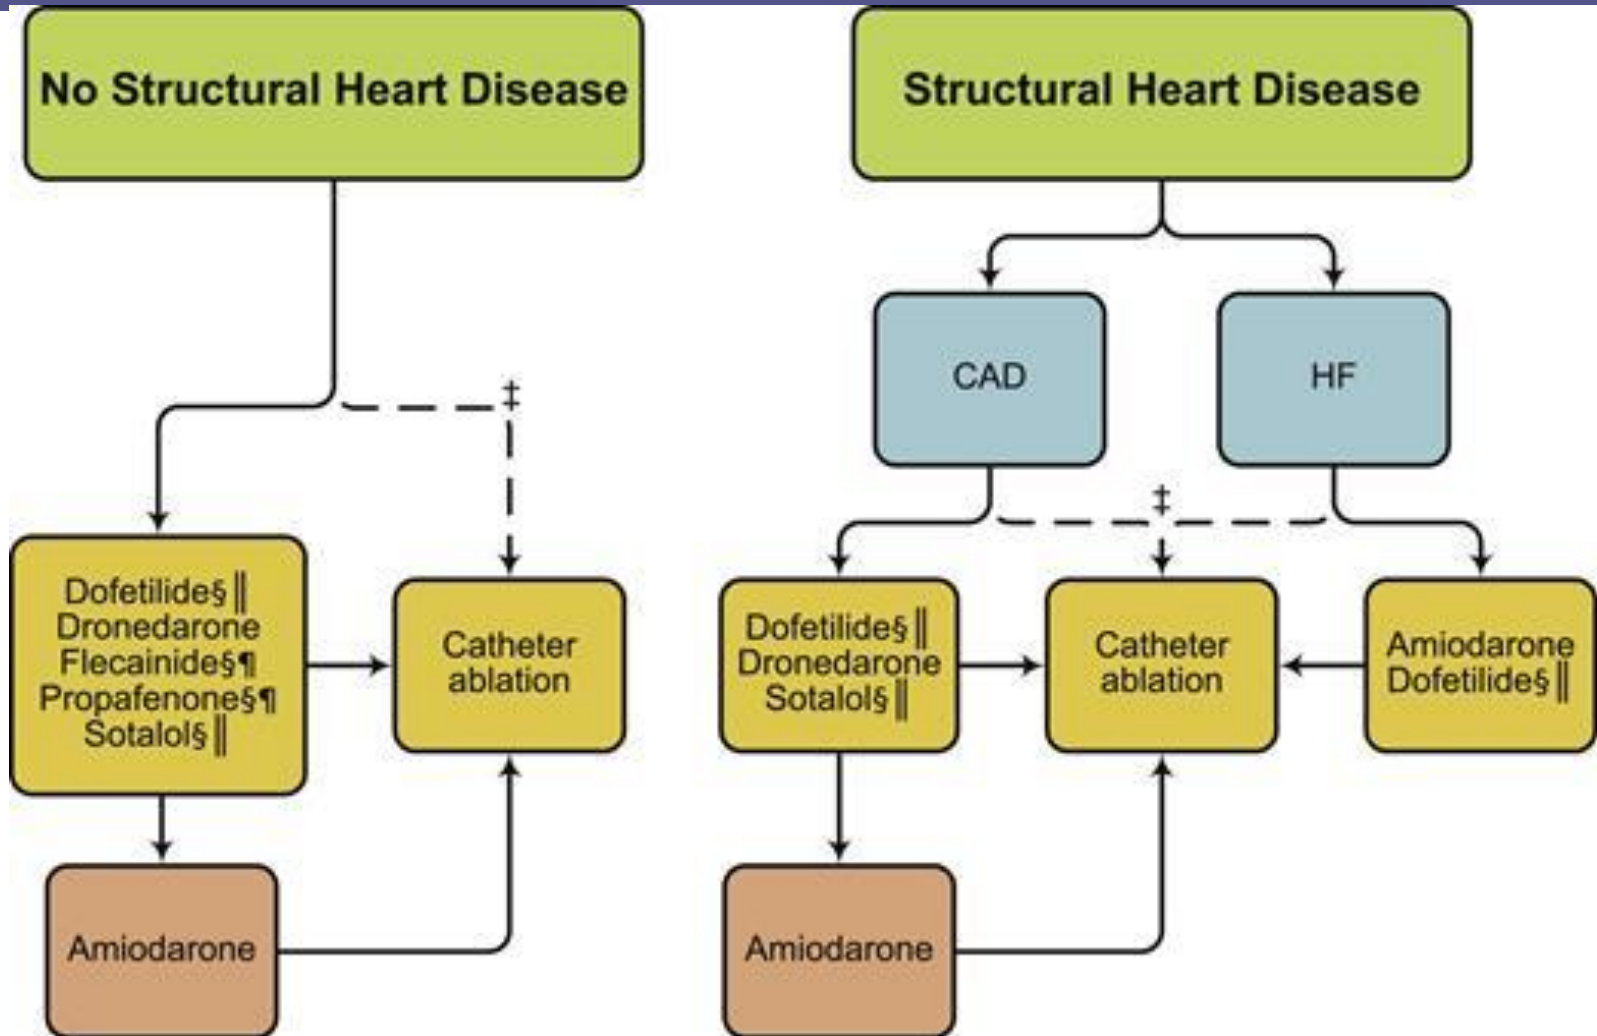 No Structural Heart Disease
Structural Heart Disease
CAD
HF
‡
‡
Dofetilide§‖
Dronedarone
Flecainide§¶
Propafenone§¶
Sotalol§‖
Catheter
ablation
Dofetilide§‖
Dronedarone
Sotalol§‖
Catheter
ablation
Amiodarone
Dofetilide§‖
Amiodarone
Amiodarone